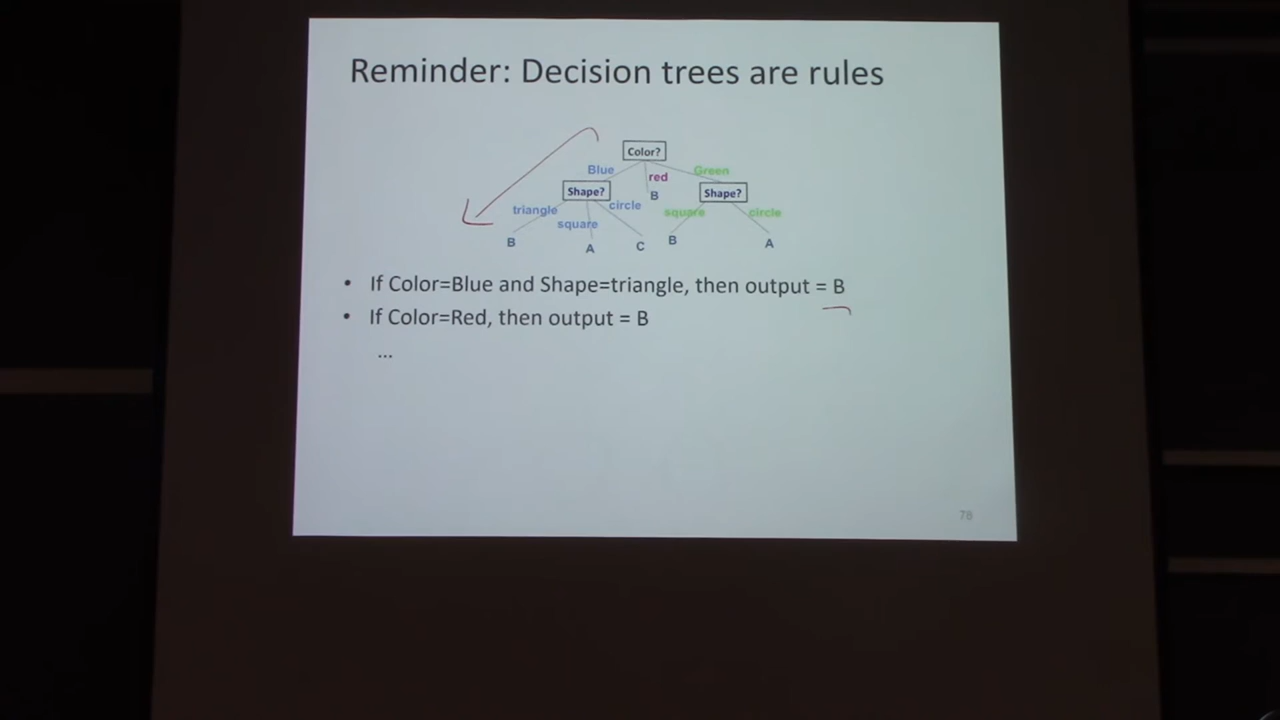 Reminder: Decision trees are rules
Color?
Blue red Green
Shape? B Shape?
triangle square circle square circle
B A C B A
• If Color=Blue and Shape=triangle, then output = B
• If Color=Red, then output = B
...
78